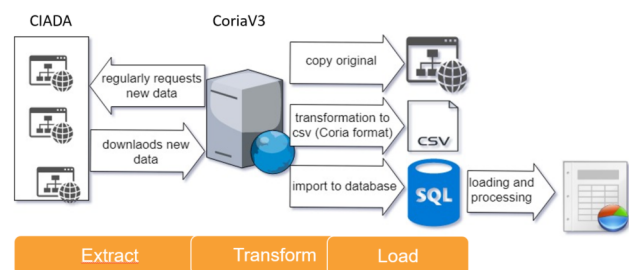 CIADA
CoriaV3
regularly requests
new data
downlaods new
data
copy original
transformation to
csv (Coria format)
CSV
import to database
SQL
loading and
processing
Extract
Transform
Load